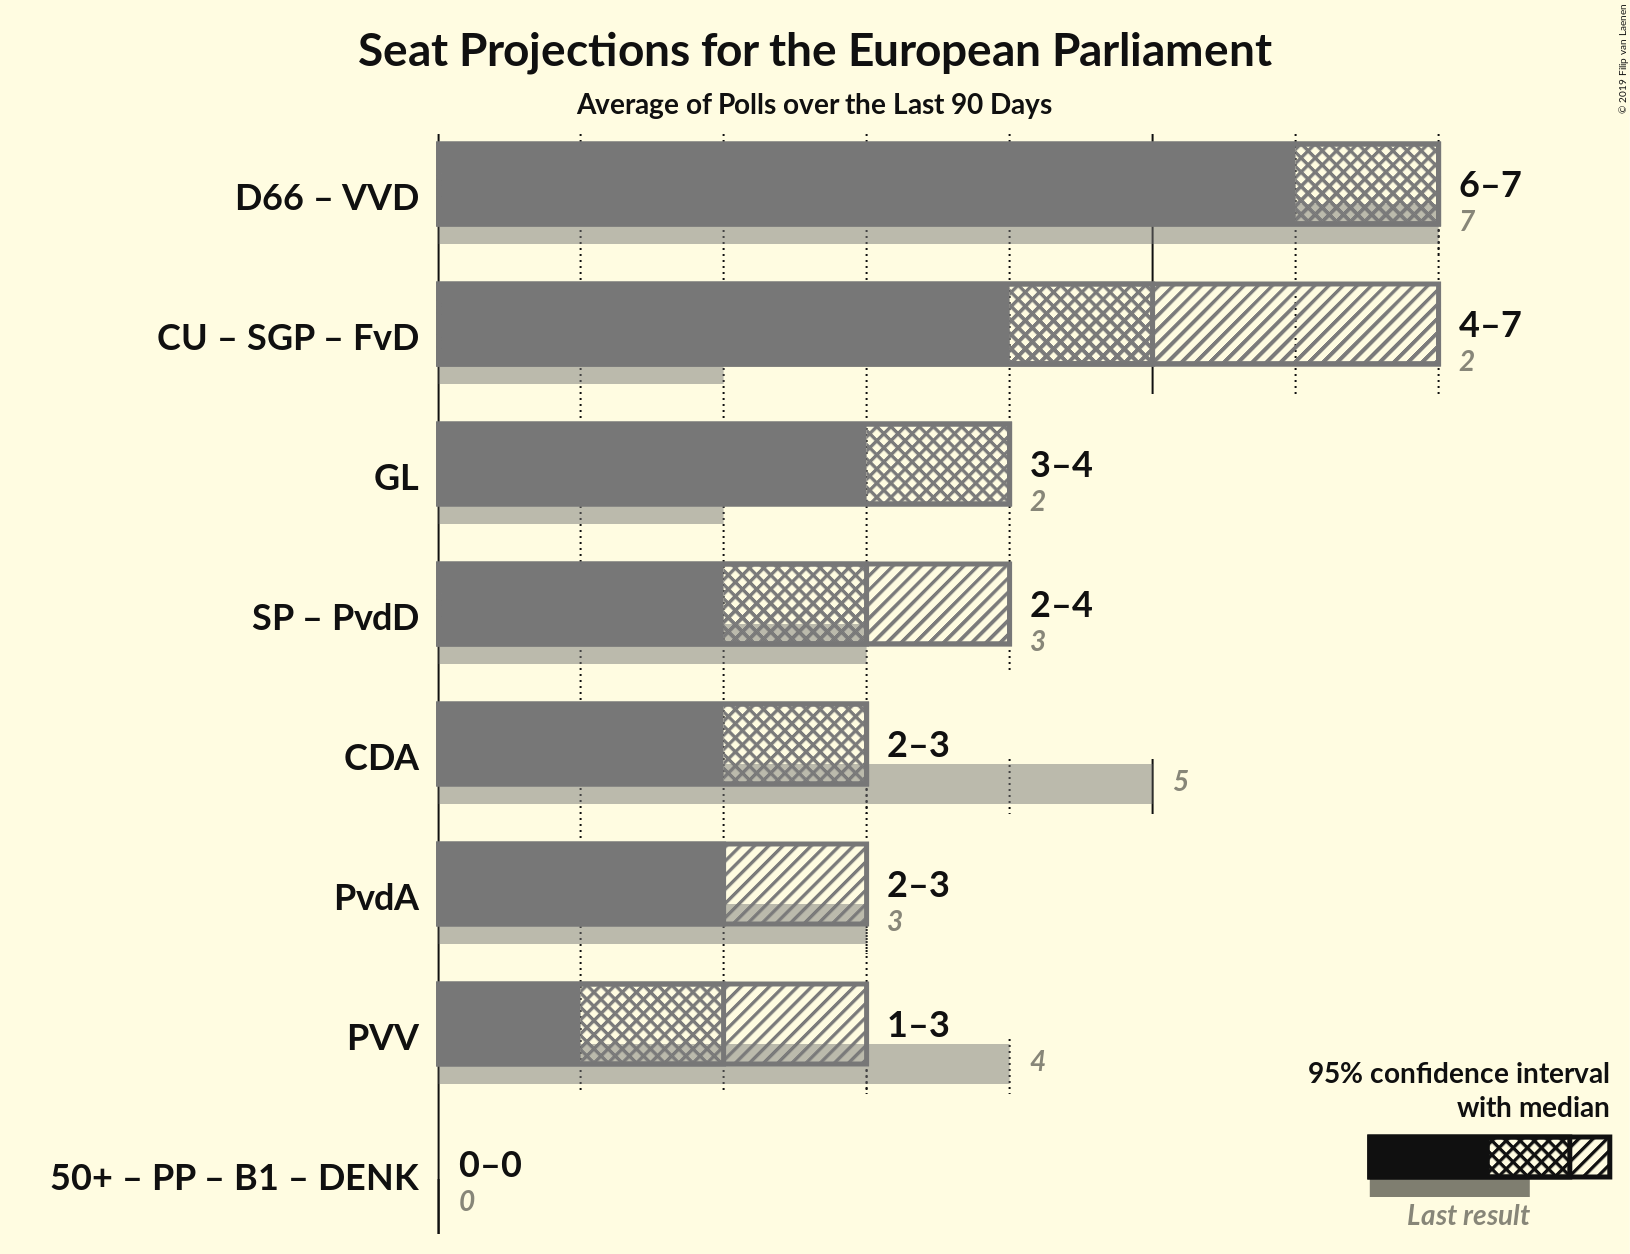 Seat Projections for the European Parliament
Average of Polls over the Last 90 Days
© 2019 Filip van Laenen
D66 – VVD
6–7
7
CU – SGP – FvD
4–7
2
GL
3–4
2
SP – PvdD
2–4
3
CDA
2–3
5
PvdA
2–3
3
PVV
1–3
4
50+ – PP – B1 – DENK
0–0
0
95% confidence interval
with median
Last result